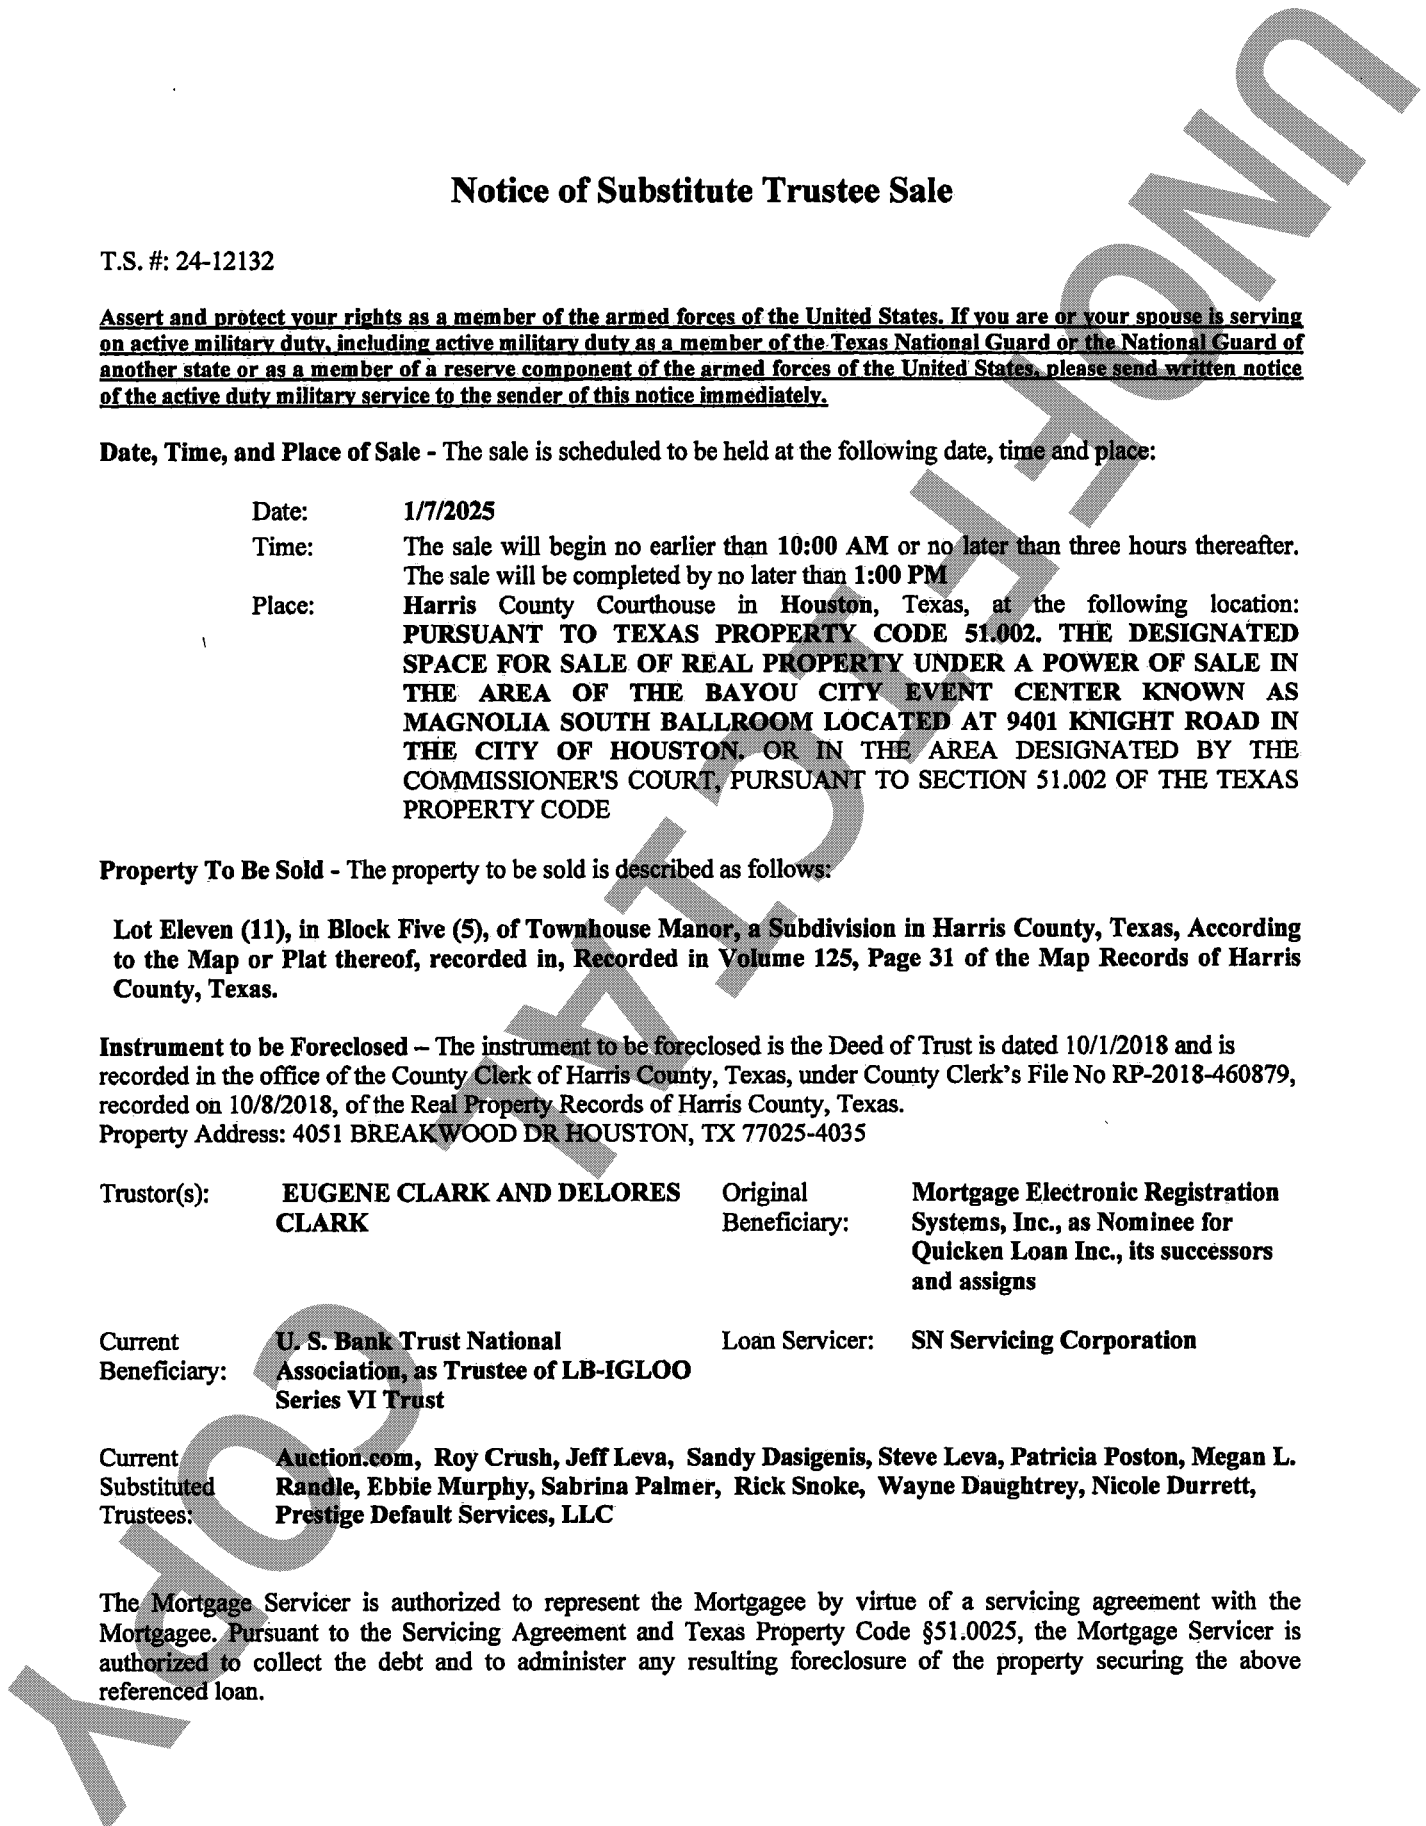 Notice of Substitute Trustee Sale
T.S. #: 24-12132
Assert and protect your rights as a member of the armed forces of the United States. If you are or your spouse is serving
on active military duty, including active military duty as a member of the Texas National Guard or the National Guard of
another state or as a member of a reserve component of the armed forces of the United States, please send written notice
of the active duty military service to the sender of this notice immediately.
Date, Time, and Place of Sale - The sale is scheduled to be held at the following date, time and place:
Date: 1/7/2025
Time: The sale will begin no earlier than 10:00 AM or no later than three hours thereafter.
The sale will be completed by no later than 1:00 PM
Place: Harris County Courthouse in Houston, Texas, at the following location:
PURSUANT TO TEXAS PROPERTY CODE 51.002. THE DESIGNATED
SPACE FOR SALE OF REAL PROPERTY UNDER A POWER OF SALE IN
THE AREA OF THE BAYOU CITY EVENT CENTER KNOWN AS
MAGNOLIA SOUTH BALLROOM LOCATED AT 9401 KNIGHT ROAD IN
THE CITY OF HOUSTON. OR IN THE AREA DESIGNATED BY THE
COMMISSIONER'S COURT, PURSUANT TO SECTION 51.002 OF THE TEXAS
PROPERTY CODE
Property To Be Sold - The property to be sold is described as follows:
Lot Eleven (11), in Block Five (5), of Townhouse Manor, a Subdivision in Harris County, Texas, According
to the Map or Plat thereof, recorded in, Recorded in Volume 125, Page 31 of the Map Records of Harris
County, Texas.
Instrument to be Foreclosed – The instrument to be foreclosed is the Deed of Trust is dated 10/1/2018 and is
recorded in the office of the County Clerk of Harris County, Texas, under County Clerk's File No RP-2018-460879,
recorded on 10/8/2018, of the Real Property Records of Harris County, Texas.
Property Address: 4051 BREAKWOOD DR HOUSTON, TX 77025-4035
Trustor(s): EUGENE CLARK AND DELORES Original Mortgage Electronic Registration
CLARK Beneficiary: Systems, Inc., as Nominee for
Quicken Loan Inc., its successors
and assigns
Current U. S. Bank Trust National Loan Servicer: SN Servicing Corporation
Beneficiary: Association, as Trustee of LB-IGLOO
Series VI Trust
Current Auction.com, Roy Crush, Jeff Leva, Sandy Dasigenis, Steve Leva, Patricia Poston, Megan L.
Substituted Randle, Ebbie Murphy, Sabrina Palmer, Rick Snoke, Wayne Daughtrey, Nicole Durrett,
Trustees: Prestige Default Services, LLC
The Mortgage Servicer is authorized to represent the Mortgagee by virtue of a servicing agreement with the
Mortgagee. Pursuant to the Servicing Agreement and Texas Property Code §51.0025, the Mortgage Servicer is
authorized to collect the debt and to administer any resulting foreclosure of the property securing the above
referenced loan.
UNOFFICIAL COPY